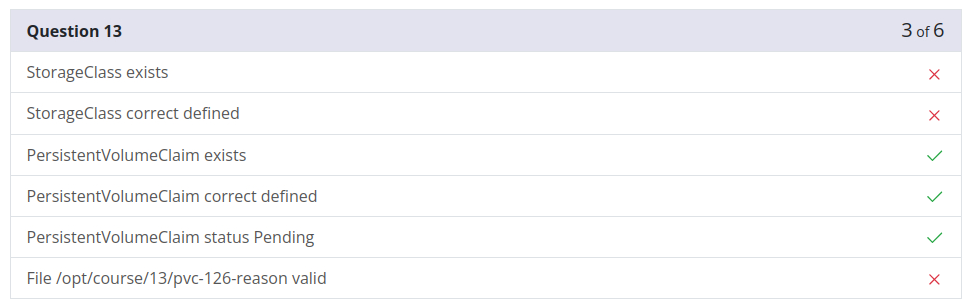 Question 13 3 of 6
StorageClass exists
StorageClass correct defined
PersistentVolumeClaim exists
PersistentVolumeClaim correct defined
PersistentVolumeClaim status Pending
File /opt/course/13/pvc-126-reason valid